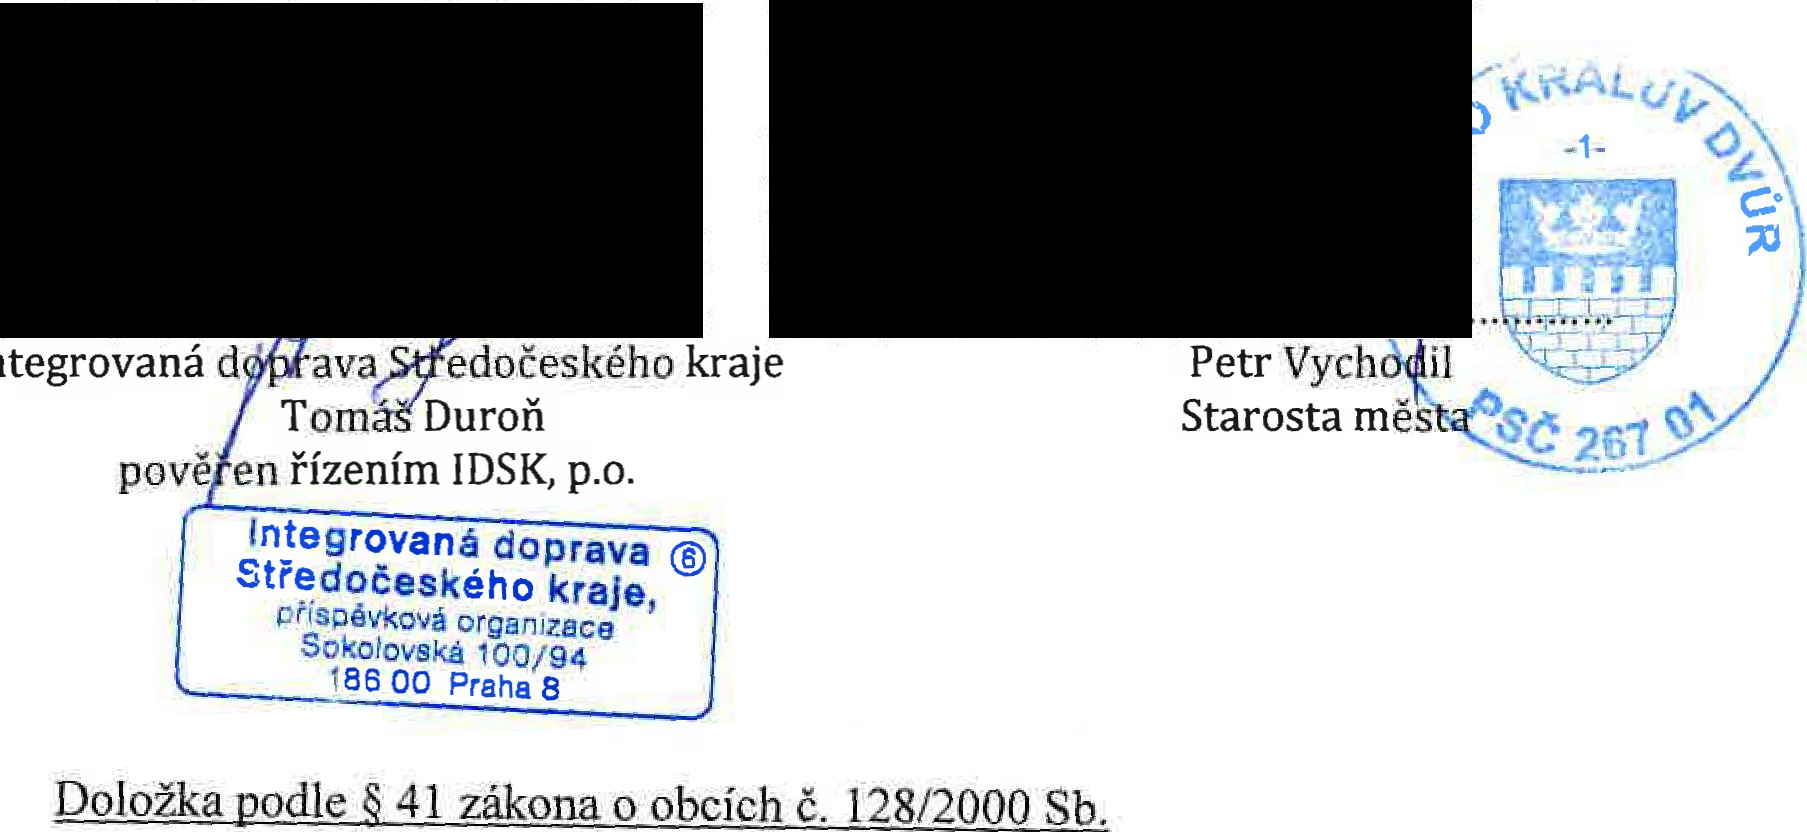 ntegrovaná doprava Středočeského kraje
Tomáš Duroň
pověřen řízením IDSK, p.o.
Integrovaná doprava ⑥
Středočeského kraje,
příspěvková organizace
Sokolovská 100/94
186 00 Praha 8
Petr Vychodil
Starosta města
O KRÁLŮV DVŮR
-1-
PSČ 267 01
Doložka podle § 41 zákona o obcích č. 128/2000 Sb.